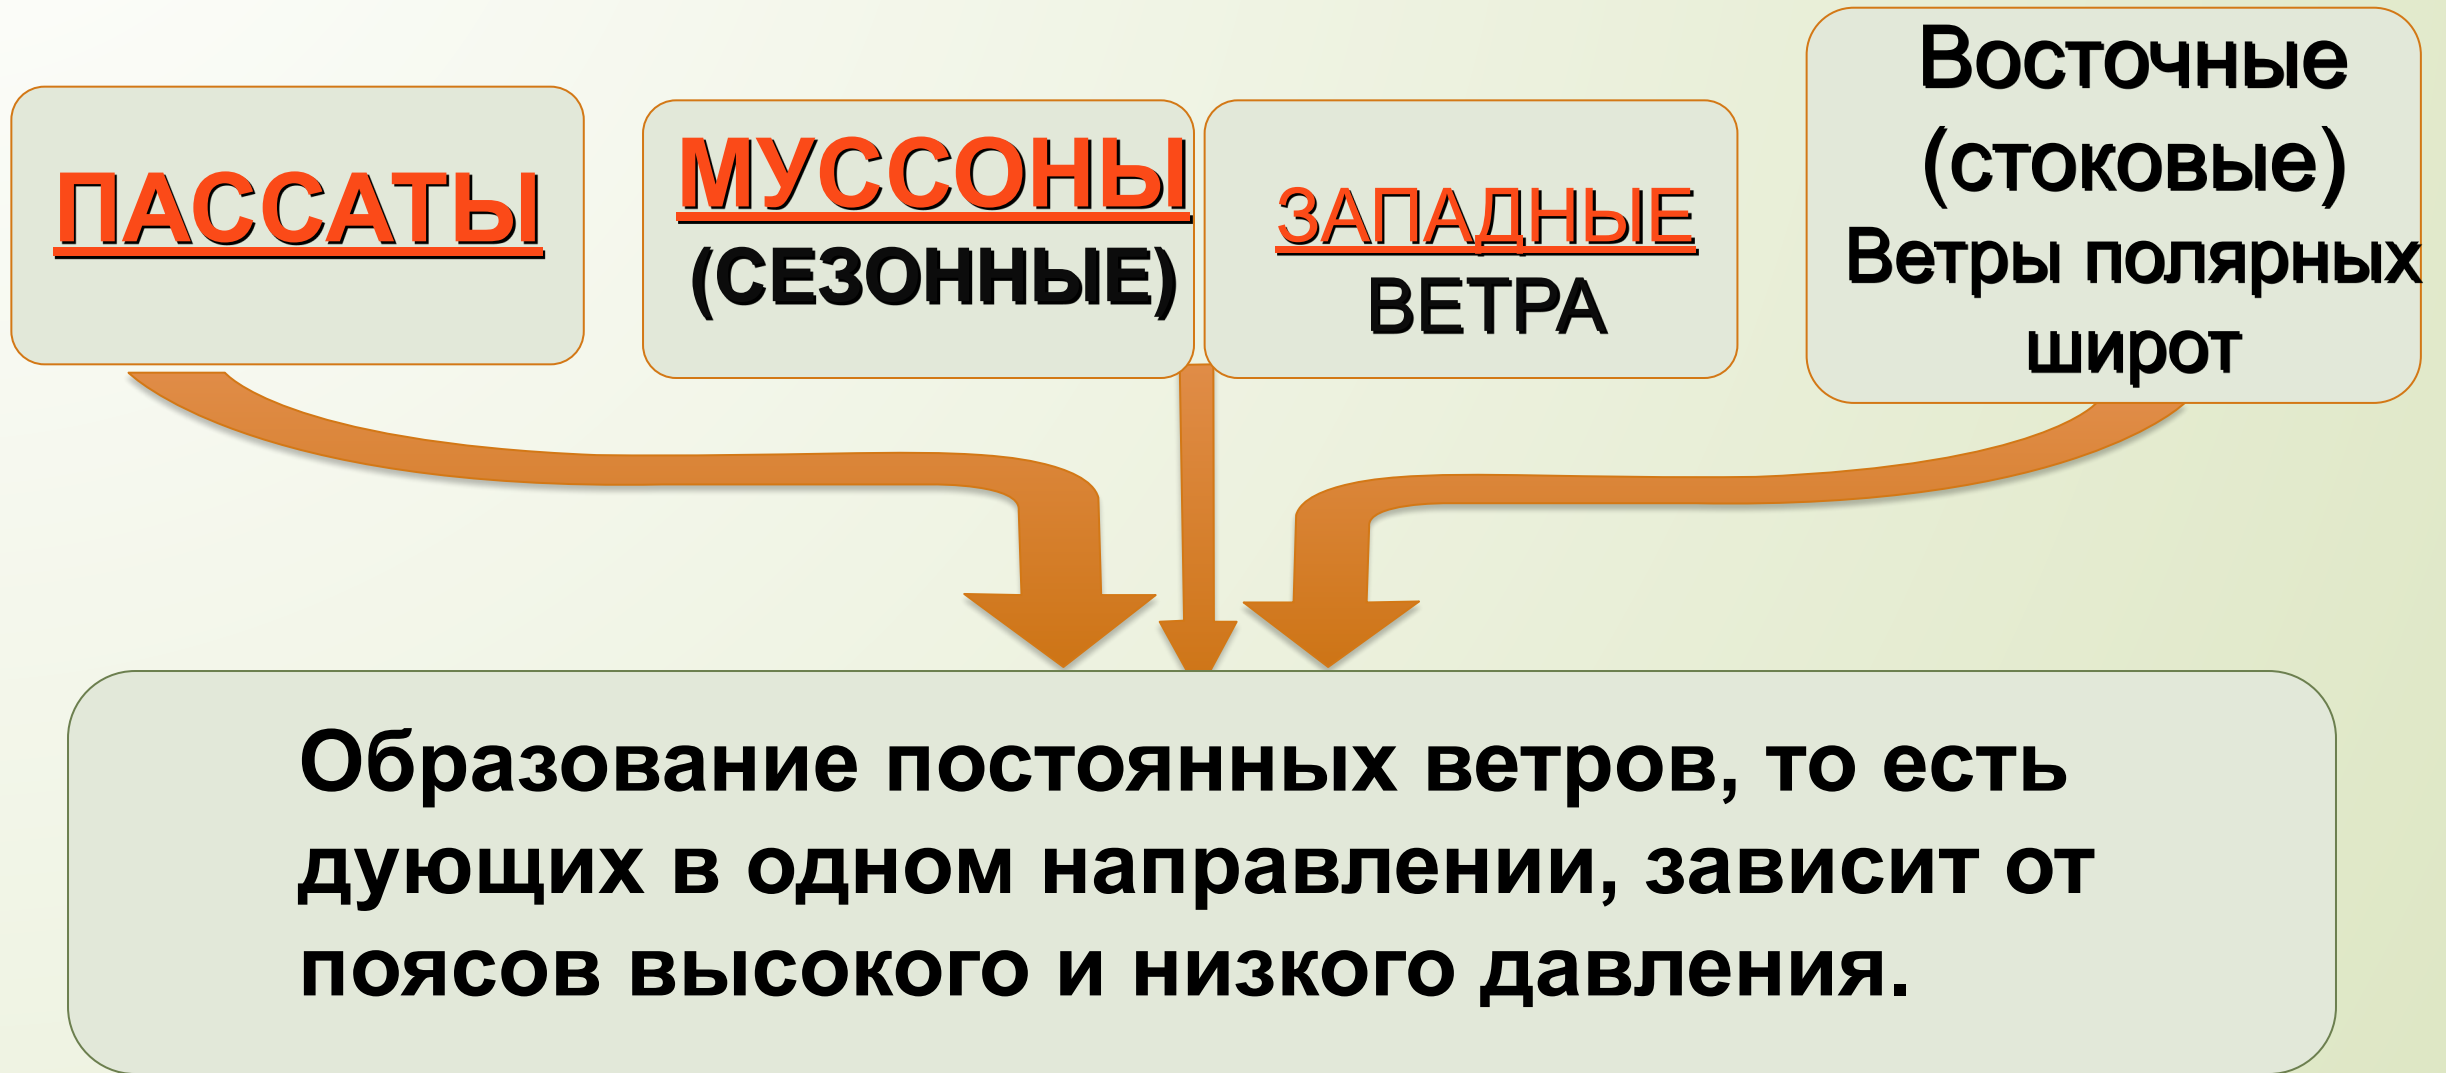 ПАССАТЫ
МУССОНЫ
(СЕЗОННЫЕ)
ЗАПАДНЫЕ
ВЕТРА
Восточные
(стоковые)
Ветры полярных
широт
Образование постоянных ветров, то есть
дующих в одном направлении, зависит от
поясов высокого и низкого давления.